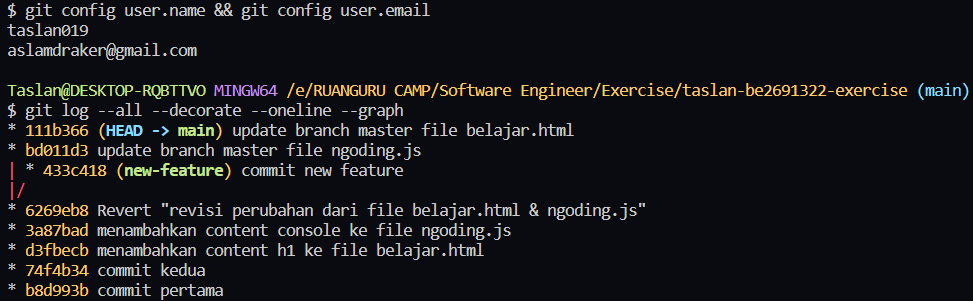 $ git config user.name && git config user.email
taslan019
aslamdraker@gmail.com
Taslan@DESKTOP-RQBTTVO MINGW64 /e/RUANGURU CAMP/Software Engineer/Exercise/taslan-be2691322-exercise (main)
$ git log --all --decorate --oneline --graph
* 111b366 (HEAD -> main) update branch master file belajar.html
* bd011d3 update branch master file ngoding.js
| * 433c418 (new-feature) commit new feature
|/
* 6269eb8 Revert "revisi perubahan dari file belajar.html & ngoding.js"
* 3a87bad menambahkan content console ke file ngoding.js
* d3fbecb menambahkan content h1 ke file belajar.html
* 74f4b34 commit kedua
* b8d993b commit pertama